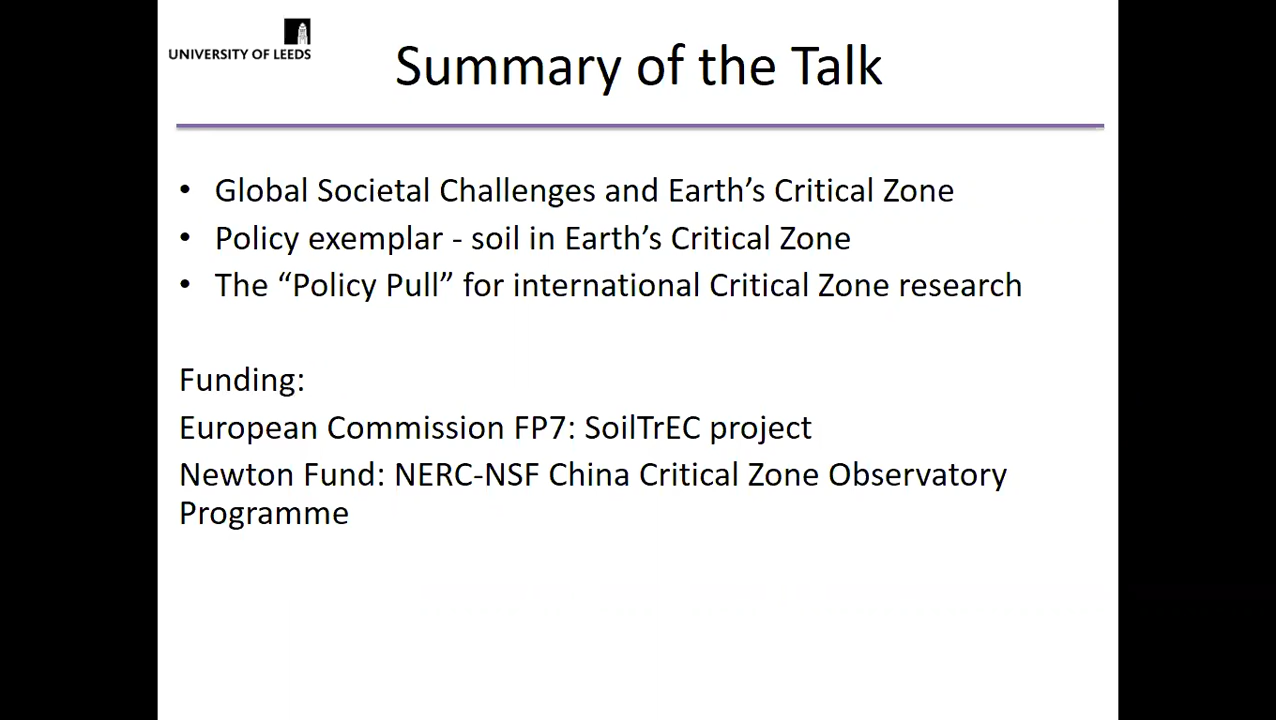 UNIVERSITY OF LEEDS
Summary of the Talk
• Global Societal Challenges and Earth’s Critical Zone
• Policy exemplar - soil in Earth’s Critical Zone
• The “Policy Pull” for international Critical Zone research
Funding:
European Commission FP7: SoilTrEC project
Newton Fund: NERC-NSF China Critical Zone Observatory
Programme